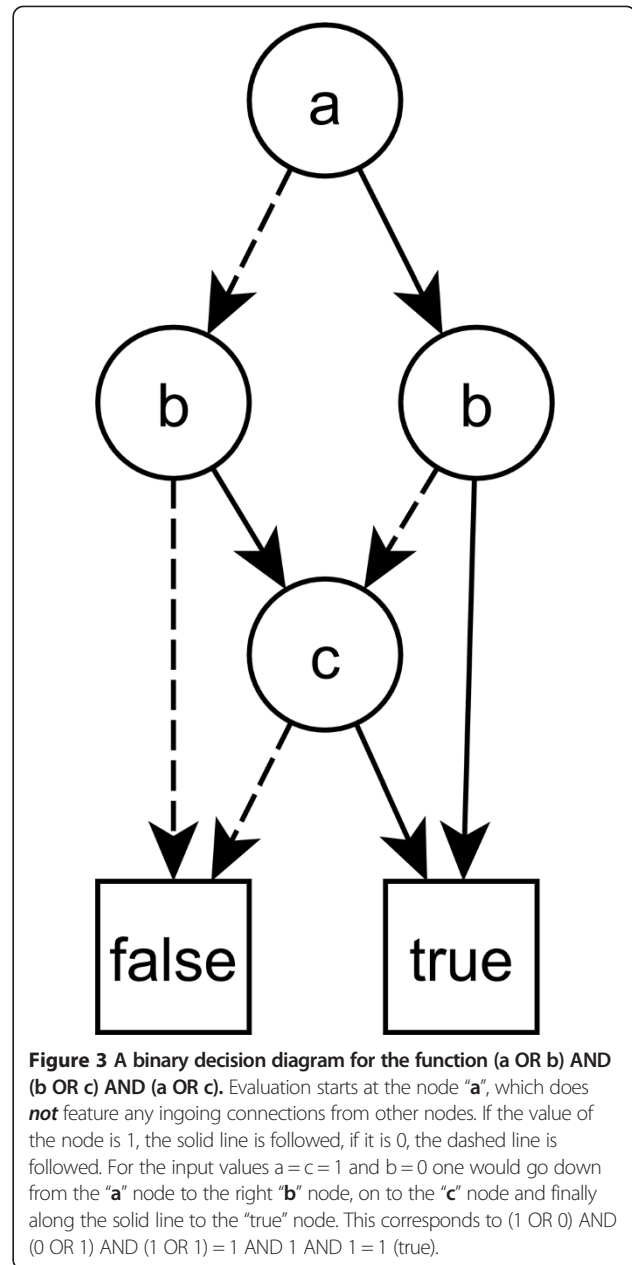 a
b b
c
false true
Figure 3 A binary decision diagram for the function (a OR b) AND
(b OR c) AND (a OR c). Evaluation starts at the node “a”, which does
not feature any ingoing connections from other nodes. If the value of
the node is 1, the solid line is followed, if it is 0, the dashed line is
followed. For the input values a = c = 1 and b = 0 one would go down
from the “a” node to the right “b” node, on to the “c” node and finally
along the solid line to the “true” node. This corresponds to (1 OR 0) AND
(0 OR 1) AND (1 OR 1) = 1 AND 1 AND 1 = 1 (true).